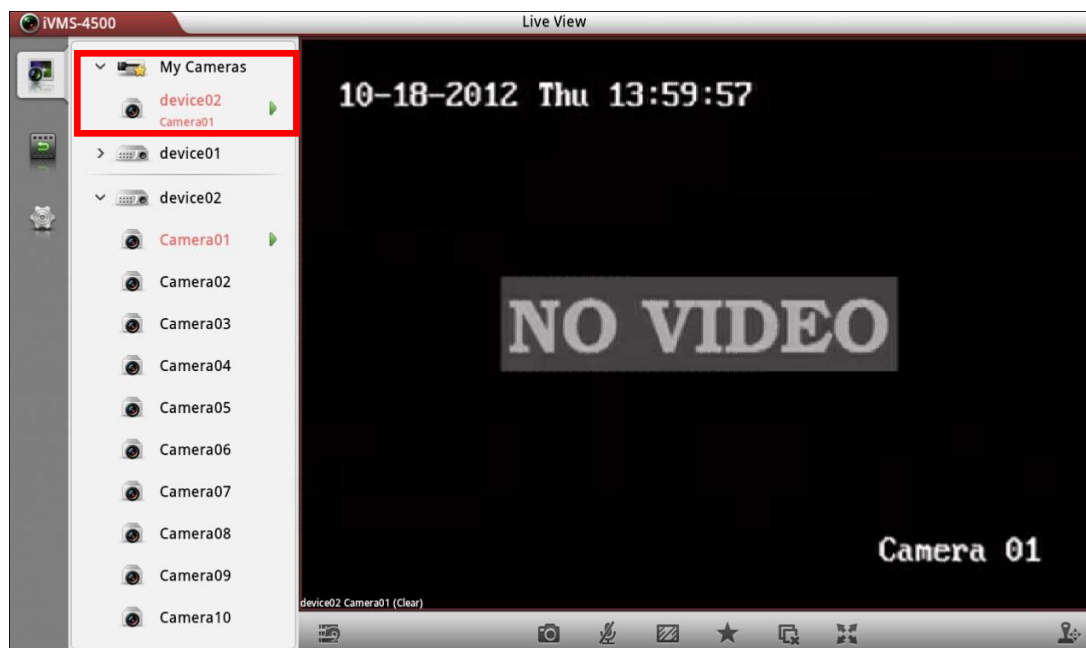 iVMS-4500
Live View
My Cameras
device02
Camera01
device01
device02
Camera01
Camera02
Camera03
Camera04
Camera05
Camera06
Camera07
Camera08
Camera09
Camera10
10-18-2012 Thu 13:59:57
NO VIDEO
Camera 01
device02 Camera01 (Clear)